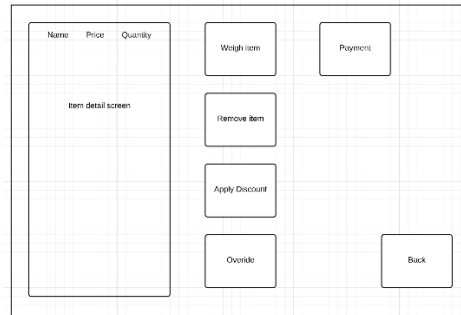 Name Price Quantity
Item detail screen
Weigh item
Remove item
Apply Discount
Overide
Payment
Back